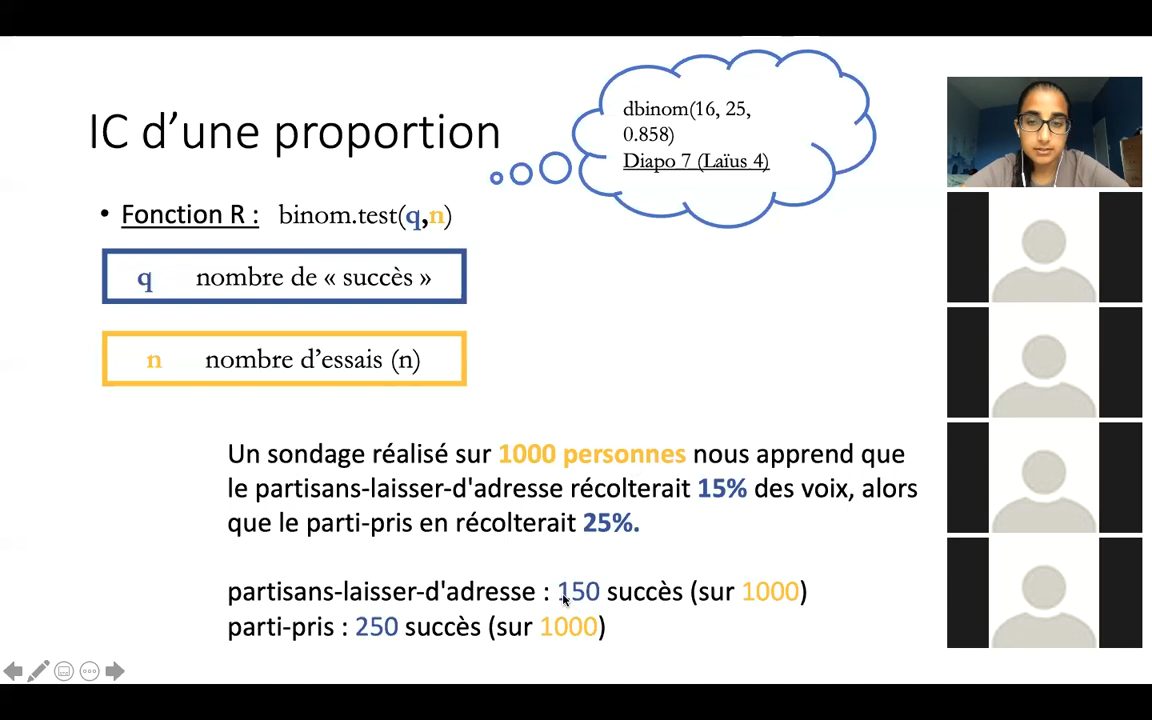 dbinom(16, 25,
0.858)
Diapo 7 (Laïus 4)
IC d’une proportion
• Fonction R : binom.test(q,n)
q nombre de « succès »
n nombre d’essais (n)
Un sondage réalisé sur 1000 personnes nous apprend que
le partisans-laisser-d'adresse récolterait 15% des voix, alors
que le parti-pris en récolterait 25%.
partisans-laisser-d'adresse : 150 succès (sur 1000)
parti-pris : 250 succès (sur 1000)